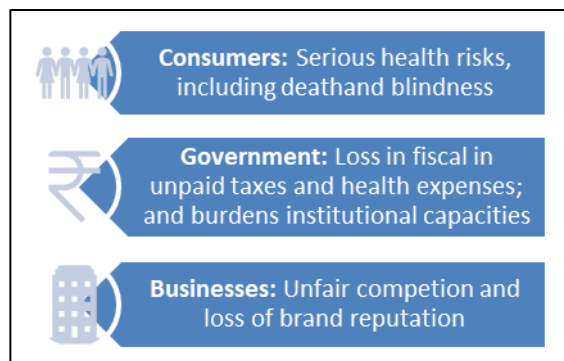 Consumers: Serious health risks,
including deathand blindness
Government: Loss in fiscal in
unpaid taxes and health expenses;
and burdens institutional capacities
Businesses: Unfair competion and
loss of brand reputation